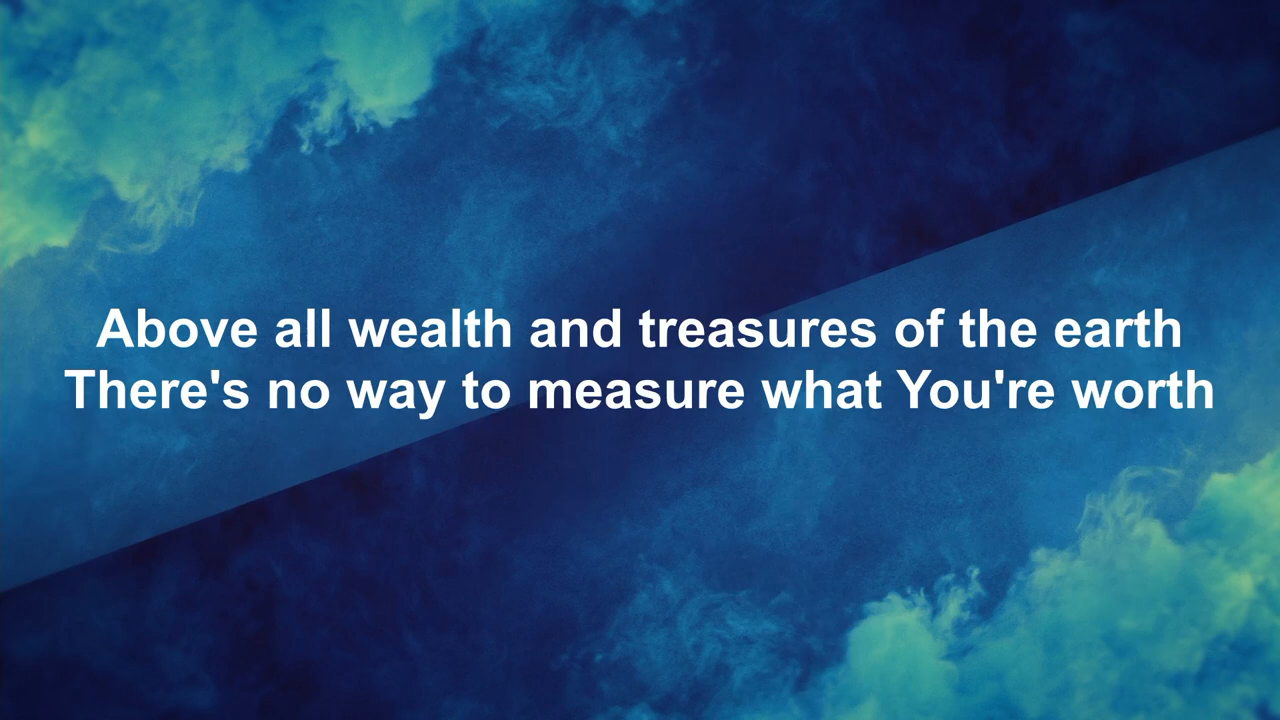 Above all wealth and treasures of the earth
There's no way to measure what You're worth